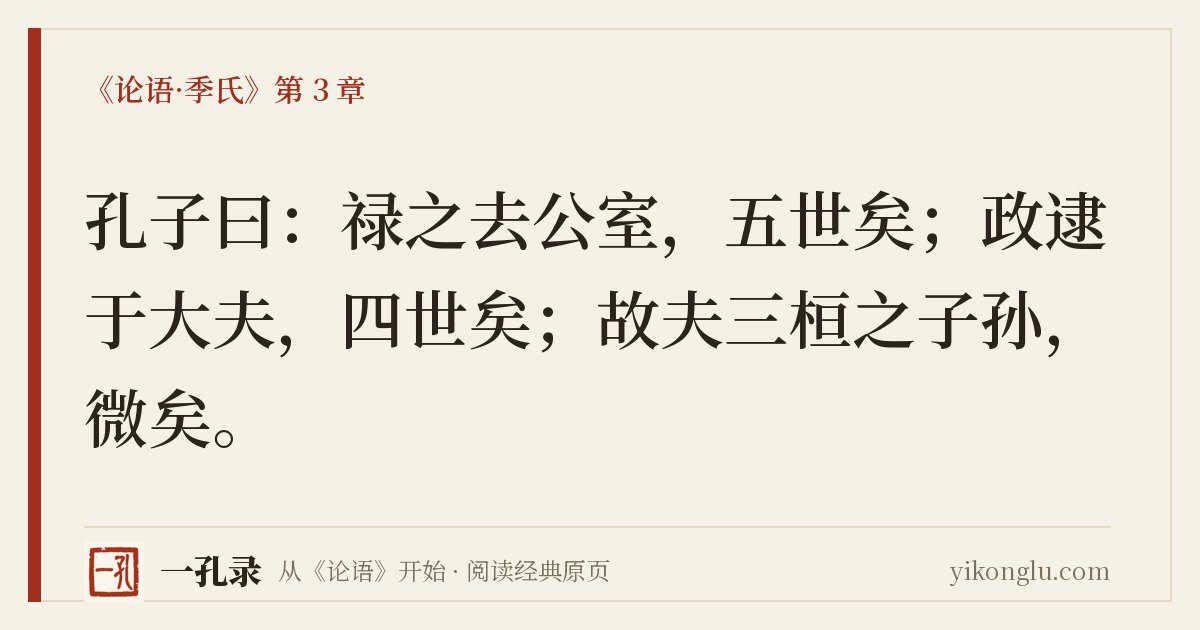 《论语·季氏》第 3 章
孔子曰：禄之去公室，五世矣；政逮
于大夫，四世矣；故夫三桓之子孙，
微矣。
一孔
一孔录 从《论语》开始 · 阅读经典原页 yikonglu.com